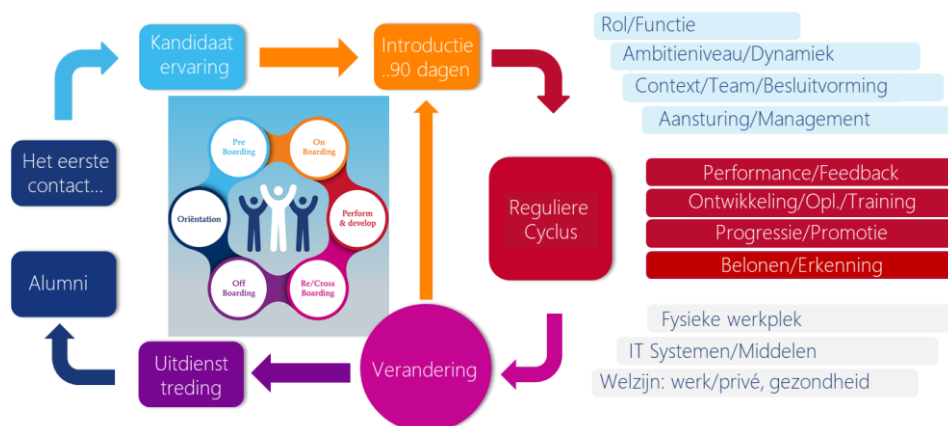 Kandidaat
ervaring
Introductie
..90 dagen
Rol/Functie
Ambitieniveau/Dynamiek
Context/Team/Besluitvorming
Aansturing/Management
Het eerste
contact...
Pre
Boarding
On
Boarding
Oriëntation
Perform
& develop
Off
Boarding
Re/Cross
Boarding
Reguliere
Cyclus
Performance/Feedback
Ontwikkeling/Opl./Training
Progressie/Promotie
Belonen/Erkenning
Alumni
Uitdienst
treding
Verandering
Fysieke werkplek
IT Systemen/Middelen
Welzijn: werk/privé, gezondheid